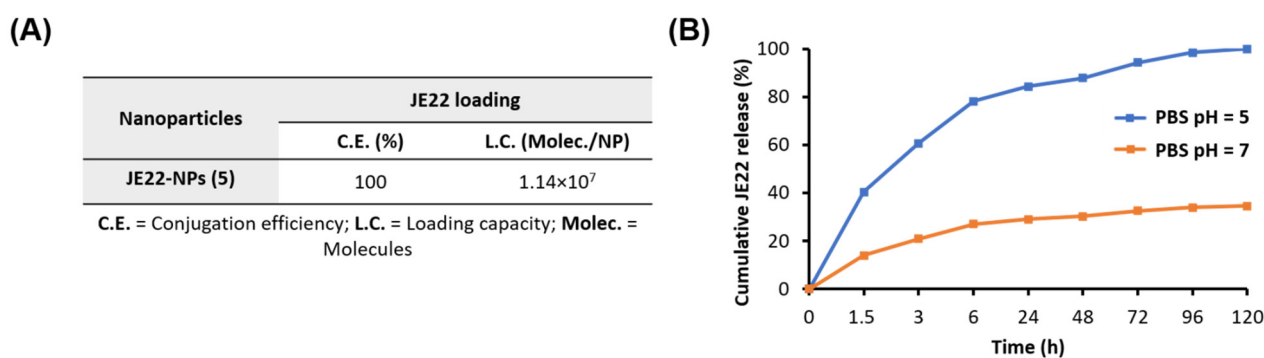 (A)
Nanoparticles
JE22 loading
C.E. (%)
L.C. (Molec./NP)
JE22-NPs (5)
100
1.14×10⁷
C.E. = Conjugation efficiency; L.C. = Loading capacity; Molec. =
Molecules
(B)
Cumulative JE22 release (%)
100
80
60
40
20
0
PBS pH = 5
PBS pH = 7
0 1.5 3 6 24 48 72 96 120
Time (h)